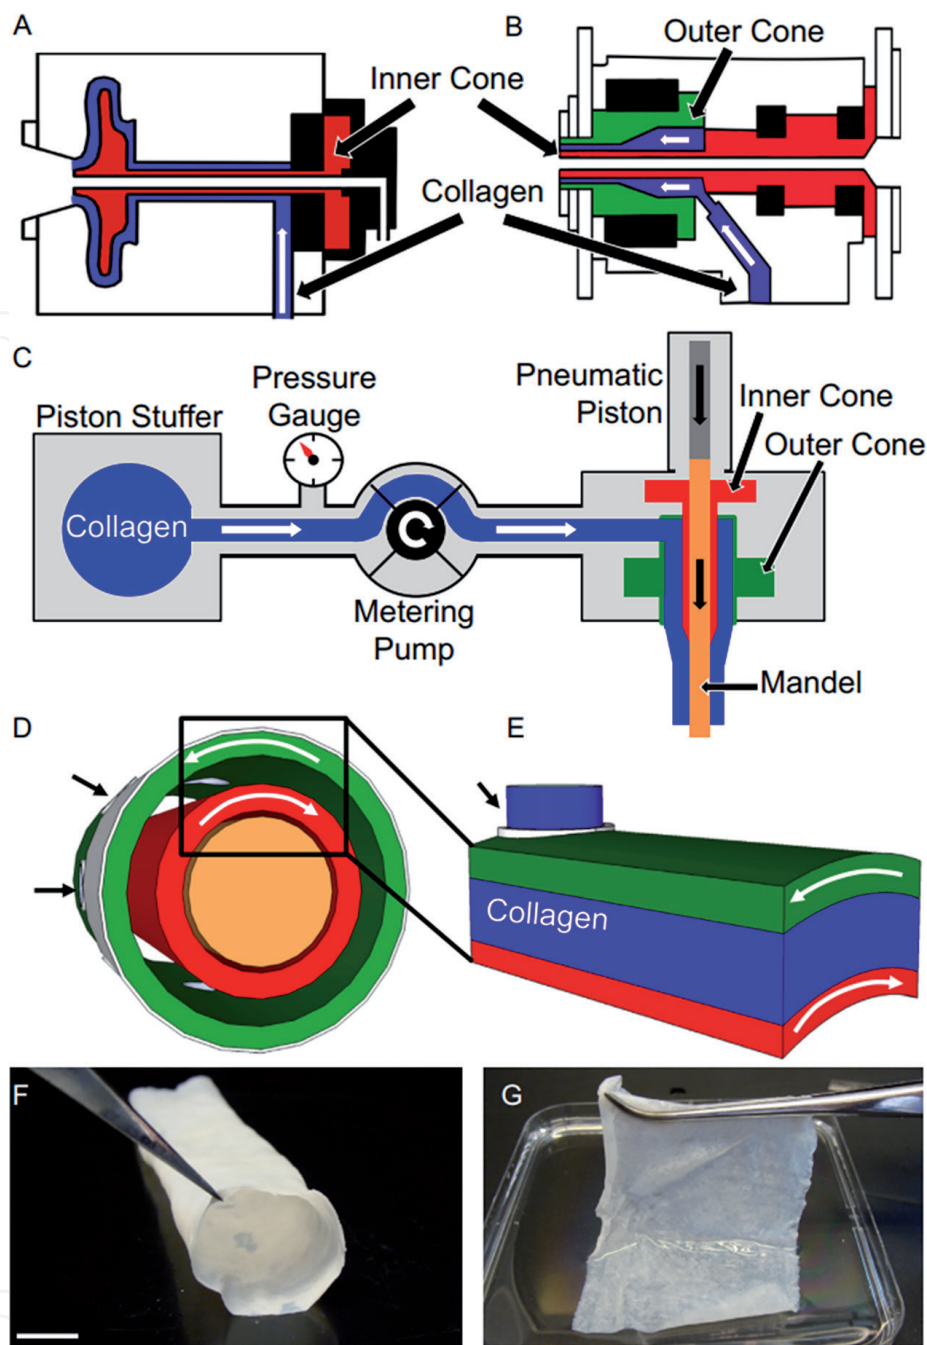 A
B
Outer Cone
Inner Cone
Collagen
C
Pressure
Gauge
Piston Stuffer
Collagen
Metering
Pump
Pneumatic
Piston
Inner Cone
Outer Cone
Mandel
D
E
Collagen
F
G